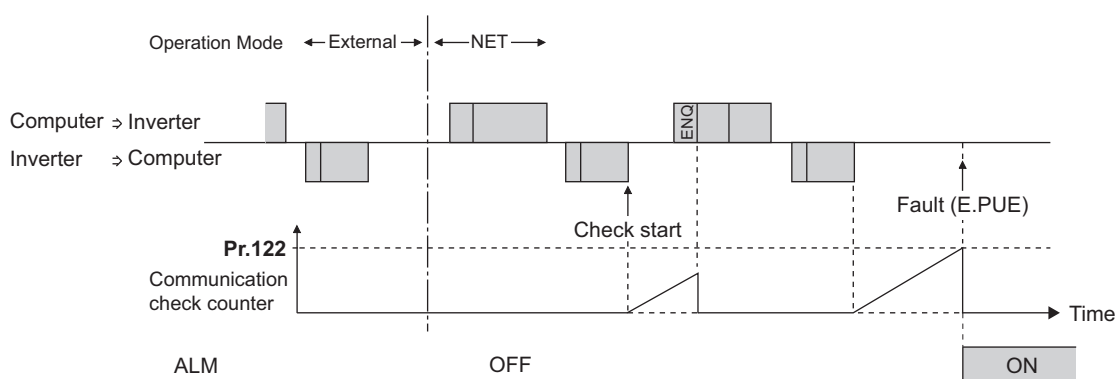 Operation Mode External NET
Computer ⇒ Inverter
ENQ
Inverter ⇒ Computer
Fault (E.PUE)
Check start
Pr.122
Communication
check counter
Time
ALM OFF ON